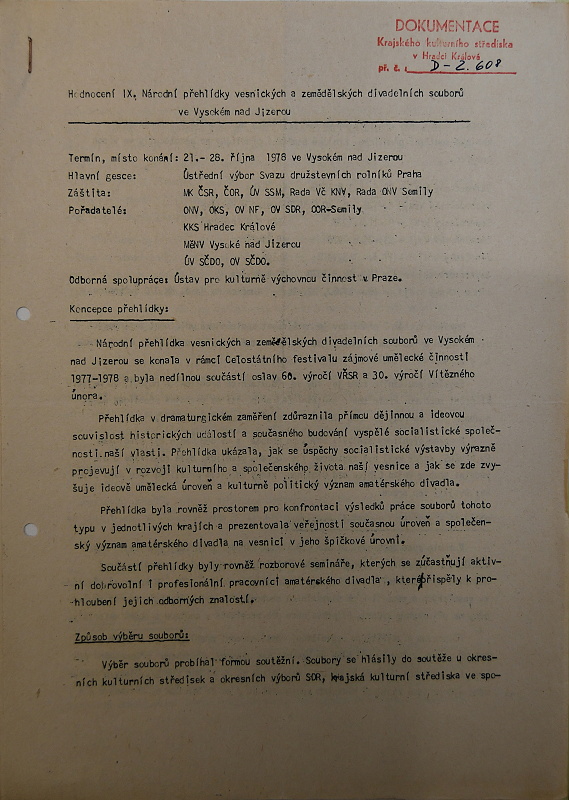 DOKUMENTACE
Krajského kulturního střediska
v Hradci Králové
př. č. : D-2.608
Hodnocení IX. Národní přehlídky vesnických a zemědělských divadelních souborů
ve Vysokém nad Jizerou
Termín, místo konání: 21.- 28. října 1978 ve Vysokém nad Jizerou
Hlavní gesce: Ústřední výbor Svazu družstevních rolníků Praha
Záštita: MK ČSR, ČOR, ÚV SSM, Rada Vč KNV, Rada ONV Semily
Pořadatelé: ONV, OKS, OV NF, OV SDR, OOR-Semily
KKS Hradec Králové
MěNV Vysoké nad Jizerou
ÚV SČDO, OV SČDO.
Odborná spolupráce: Ústav pro kulturně výchovnou činnost v Praze.
Koncepce přehlídky:
Národní přehlídka vesnických a zemědělských divadelních souborů ve Vysokém
nad Jizerou se konala v rámci Celostátního festivalu zájmové umělecké činnosti
1977-1978 a byla nedílnou součástí oslav 60. výročí VŘSR a 30. výročí Vítězného
února.
Přehlídka v dramaturgickém zaměření zdůraznila přímou dějinnou a ideovou
souvislost historických událostí a současného budování vyspělé socialistické společ-
nosti naší vlasti. Přehlídka ukázala, jak se úspěchy socialistické výstavby výrazně
projevují v rozvoji kulturního a společenského života naší vesnice a jak se zde zvy-
šuje ideově umělecká úroveň a kulturně politický význam amatérského divadla.
Přehlídka byla rovněž prostorem pro konfrontaci výsledků práce souborů tohoto
typu v jednotlivých krajích a prezentovala veřejnosti současnou úroveň a společen-
ský význam amatérského divadla na vesnici v jeho špičkové úrovni.
Součástí přehlídky byly rovněž rozborové semináře, kterých se zúčastňují aktiv-
ní dobrovolní i profesionální pracovníci amatérského divadla, které přispěly k pro-
hloubení jejich odborných znalostí.
Způsob výběru souborů:
Výběr souborů probíhal formou soutěžní. Soubory se hlásily do soutěže u okres-
ních kulturních středisek a okresních výborů SDR, krajská kulturní střediska ve spo-